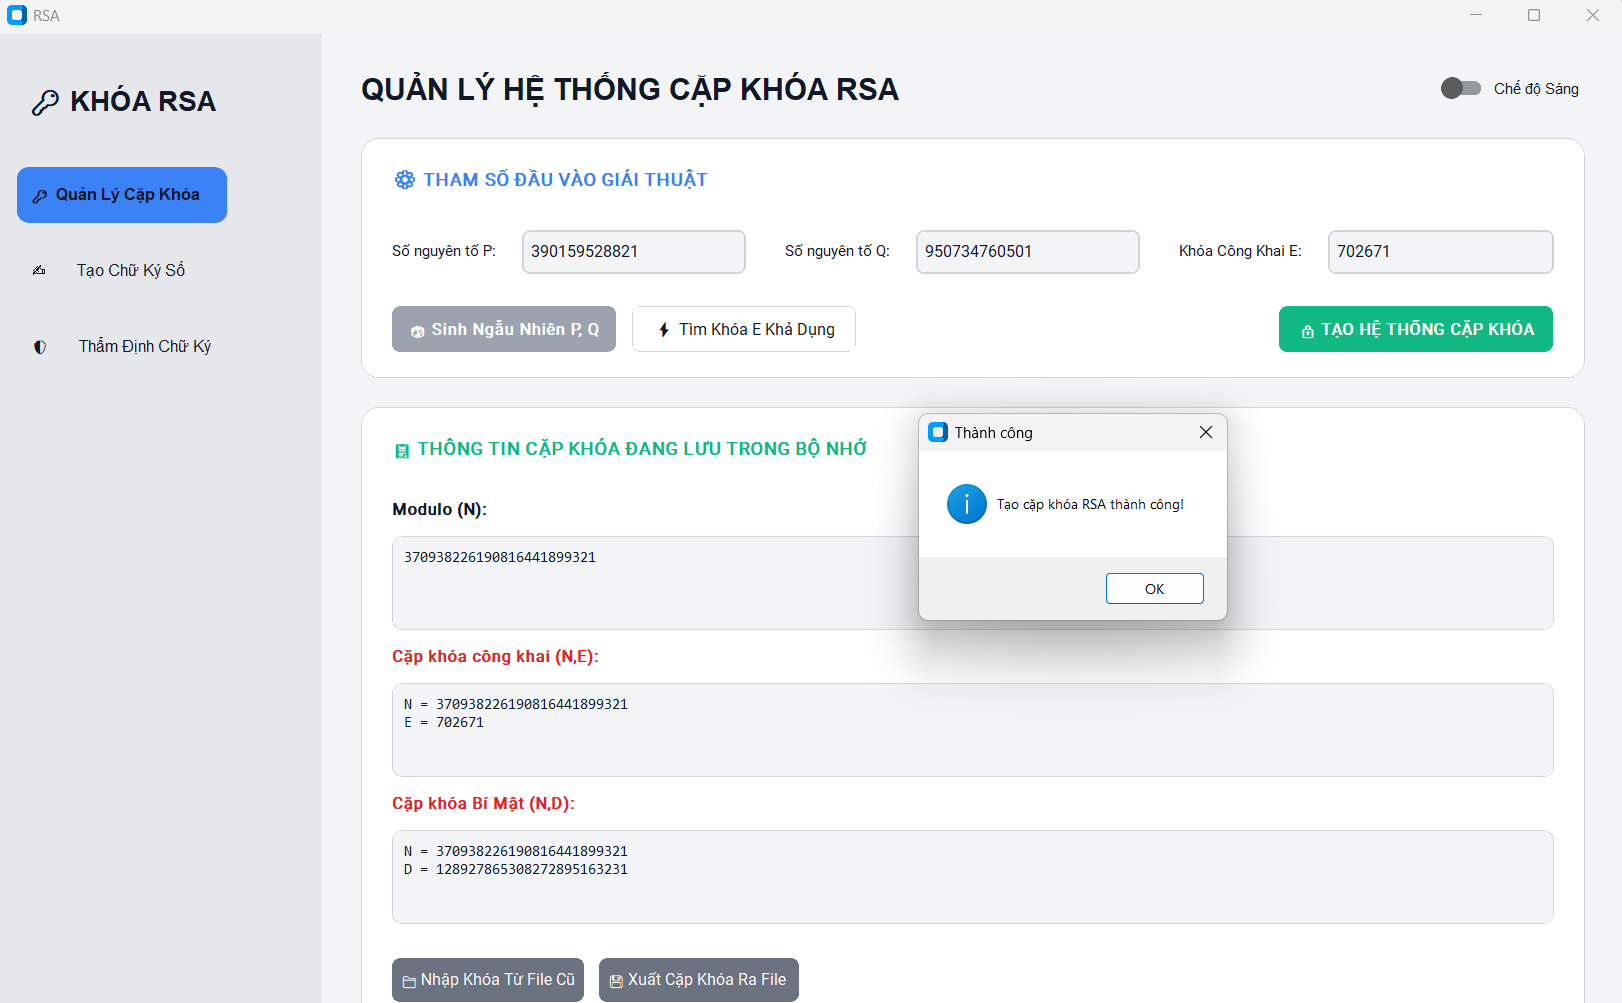 RSA
KHÓA RSA
Quản Lý Cặp Khóa
Tạo Chữ Ký Số
Thẩm Định Chữ Ký
QUẢN LÝ HỆ THỐNG CẶP KHÓA RSA
Chế độ Sáng
THAM SỐ ĐẦU VÀO GIẢI THUẬT
Số nguyên tố P:
390159528821
Số nguyên tố Q:
950734760501
Khóa Công Khai E:
702671
Sinh Ngẫu Nhiên P, Q
Tìm Khóa E Khả Dụng
TẠO HỆ THỐNG CẶP KHÓA
THÔNG TIN CẶP KHÓA ĐANG LƯU TRONG BỘ NHỚ
Modulo (N):
370938226190816441899321
Cặp khóa công khai (N,E):
N = 370938226190816441899321
E = 702671
Cặp khóa Bí Mật (N,D):
N = 370938226190816441899321
D = 128927865308272895163231
Nhập Khóa Từ File Cũ
Xuất Cặp Khóa Ra File
Thành công
Tạo cặp khóa RSA thành công!
OK